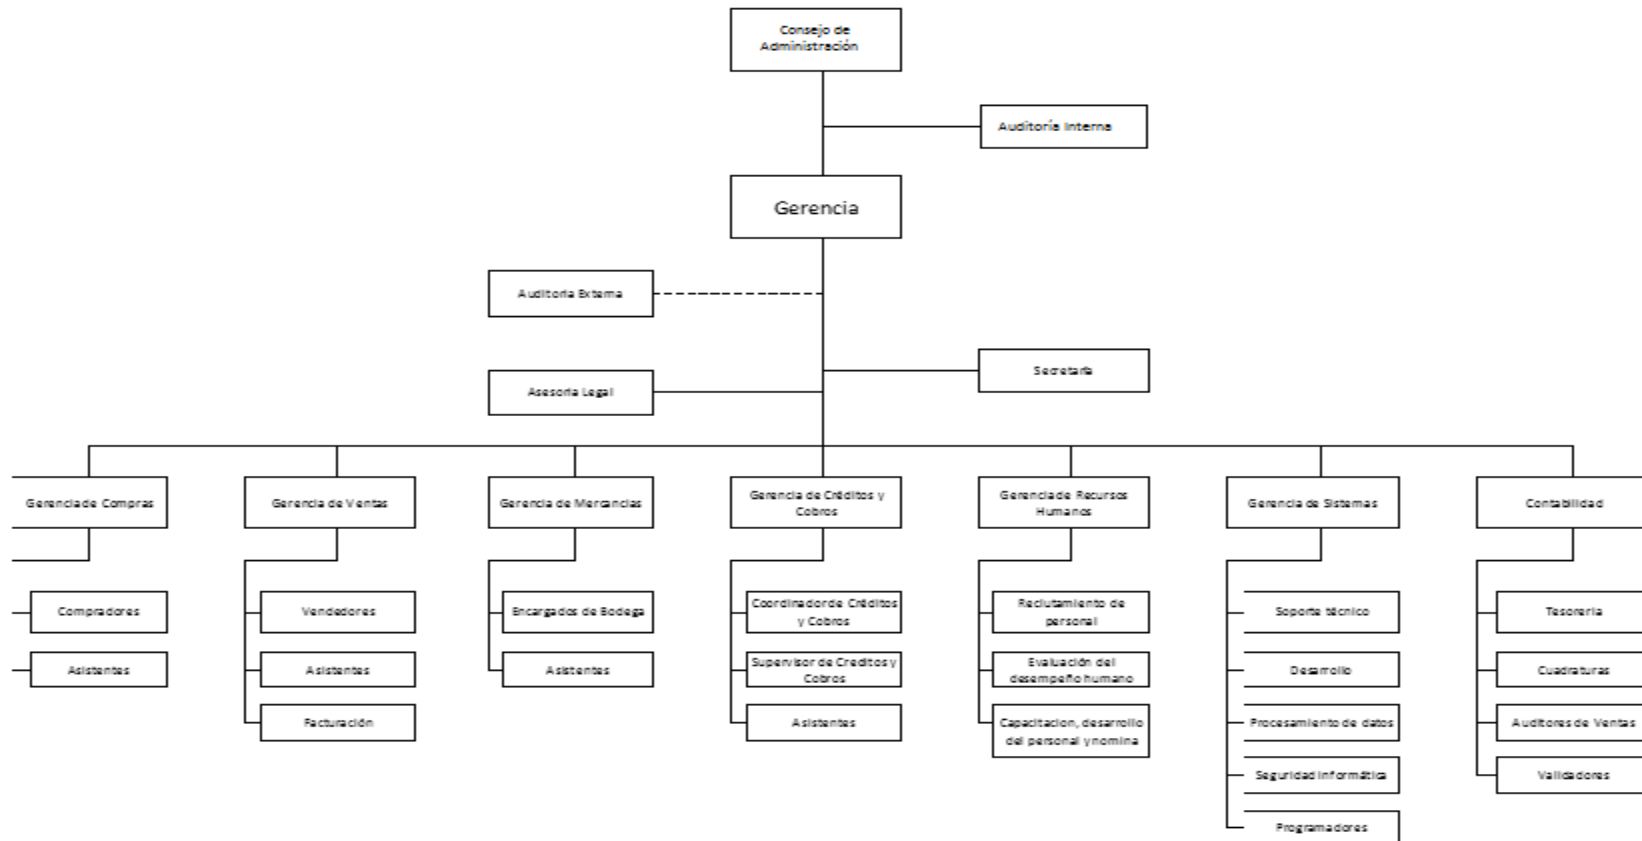 Consejo de
Administración
Auditoría Interna
Gerencia
Auditoria Externa
Secretaría
Asesoria Legal
Gerencia de Compras
Gerencia de Ventas
Gerencia de Mercancias
Gerencia de Créditos y
Cobros
Gerencia de Recursos
Humanos
Gerencia de Sistemas
Contabilidad
Compradores
Asistentes
Vendedores
Asistentes
Facturación
Encargados de Bodega
Asistentes
Coordinador de Créditos
y Cobros
Supervisor de Creditos y
Cobros
Asistentes
Reclutamiento de
personal
Evaluación del
desempeño humano
Capacitacion, desarrollo
del personal y nomina
Soporte técnico
Desarrollo
Procesamiento de datos
Seguridad informática
Programadores
Tesoreria
Cuadraturas
Auditores de Ventas
Validadores